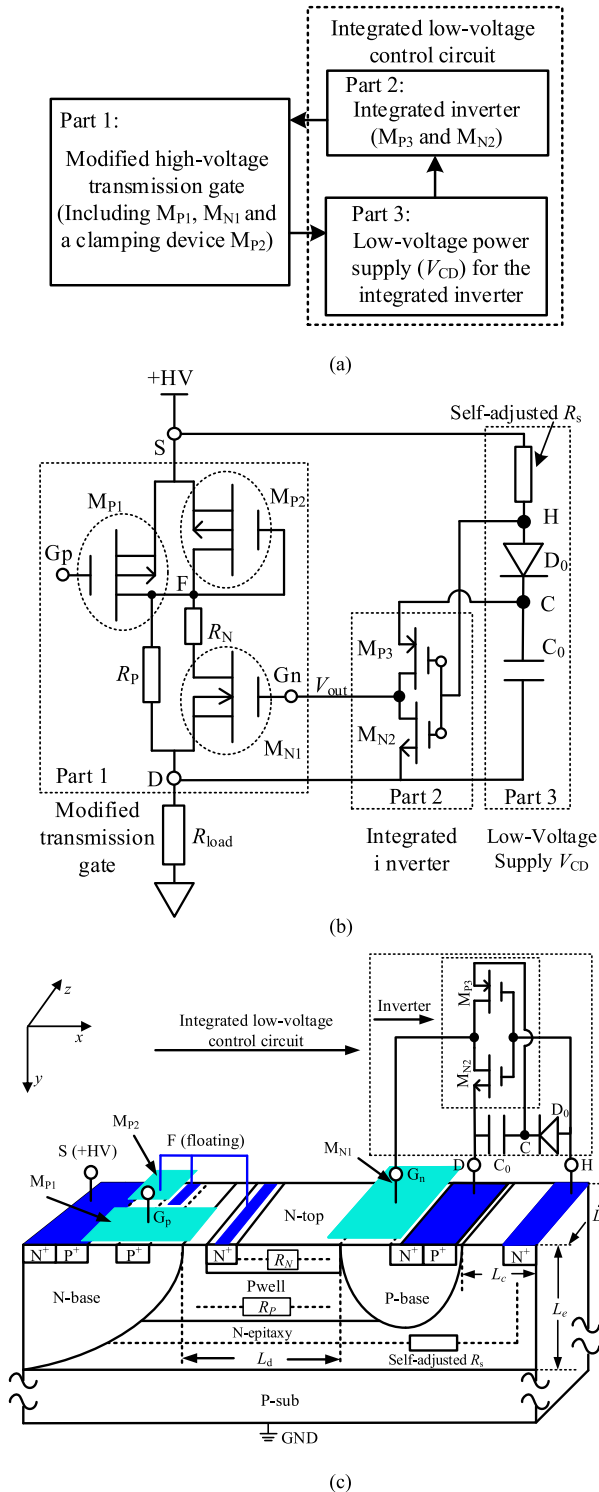 Integrated low-voltage
control circuit
Part 1:
Modified high-voltage
transmission gate
(Including MP1, MN1 and
a clamping device MP2)
Part 2:
Integrated inverter
(MP3 and MN2)
Part 3:
Low-voltage power
supply (VCD) for the
integrated inverter
(a)
+HV
Self-adjusted Rs
S
MP1
MP2
H
Gp
F
D0
C
RN
MP3
C0
RP
Gn
Vout
MN2
MN1
Part 1
D
Part 2
Part 3
Modified
transmission
gate
Rload
Integrated
i nverter
Low-Voltage
Supply VCD
(b)
z
x
y
Integrated low-voltage
control circuit
Inverter
MP3
MN2
D0
C
C0
D
H
S (+HV)
MP2
F (floating)
MP1
MN1
Gn
Gp
N-top
N+ P+ P+ N+ RN N+ P+ N+
Lc
Pwell
N-base
P-base
RP
Le
N-epitaxy
Ld
Self-adjusted Rs
P-sub
GND
(c)